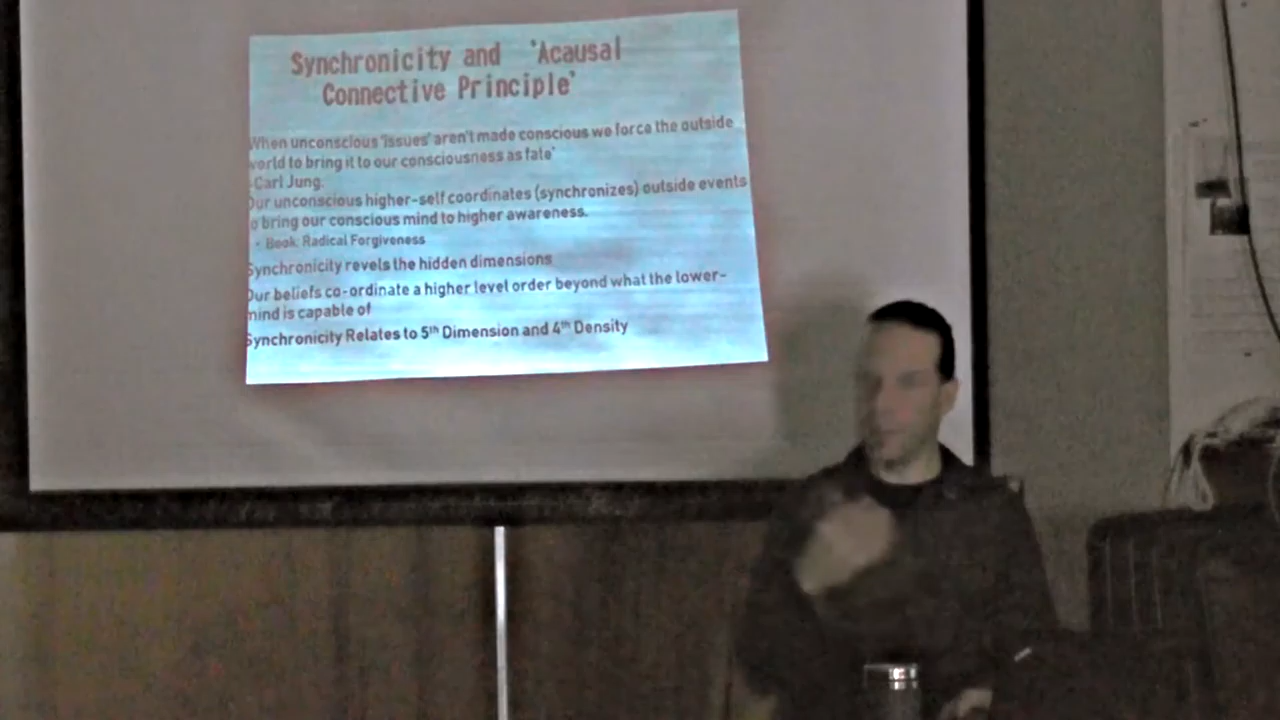 Synchronicity and 'Acausal
Connective Principle'
When unconscious 'issues' aren't made conscious we force the outside
world to bring it to our consciousness as fate'
-Carl Jung.
Our unconscious higher-self coordinates (synchronizes) outside events
to bring our conscious mind to higher awareness.
• Book: Radical Forgiveness
Synchronicity revels the hidden dimensions
Our beliefs co-ordinate a higher level order beyond what the lower-
mind is capable of
Synchronicity Relates to 5th Dimension and 4th Density